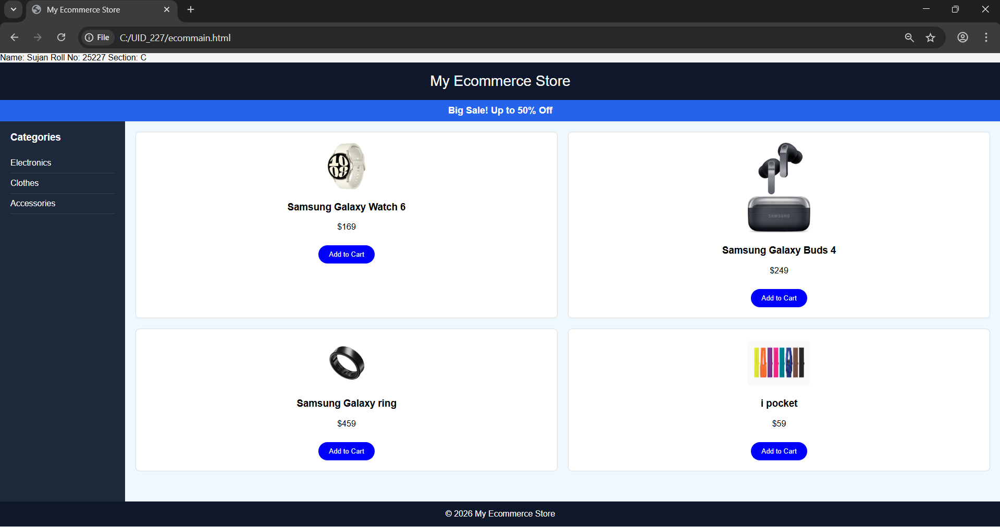 My Ecommerce Store
File
C:/UID_227/ecommain.html
Name: Sujan Roll No: 25227 Section: C
My Ecommerce Store
Big Sale! Up to 50% Off
Categories
Electronics
Clothes
Accessories
10
09
Samsung Galaxy Watch 6
$169
Add to Cart
SAMSUNG
Samsung Galaxy Buds 4
$249
Add to Cart
Samsung Galaxy ring
$459
Add to Cart
i pocket
$59
Add to Cart
© 2026 My Ecommerce Store